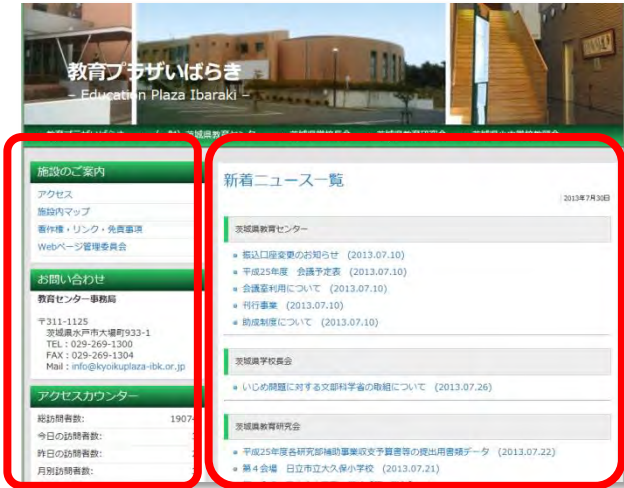 教育プラザいばらき
– Education Plaza Ibaraki –
施設のご案内
アクセス
施設内マップ
著作権・リンク・免責事項
Webページ管理委員会
お問い合わせ
教育センター事務局
〒311-1125
茨城県水戸市大場町933-1
TEL : 029-269-1300
FAX : 029-269-1304
Mail : info@kyoikuplaza-ibk.or.jp
アクセスカウンター
総訪問者数: 1907
今日の訪問者数:
昨日の訪問者数:
月別訪問者数:
新着ニュース一覧
2013年7月30日
茨城県教育センター
振込口座変更のお知らせ (2013.07.10)
平成25年度 会議予定表 (2013.07.10)
会議室利用について (2013.07.10)
刊行事業 (2013.07.10)
助成制度について (2013.07.10)
茨城県学校長会
いじめ問題に対する文部科学省の取組について (2013.07.26)
茨城県教育研究会
平成25年度各研究部補助事業収支予算書等の提出用書類データ (2013.07.22)
第4会場 日立市立大久保小学校 (2013.07.21)